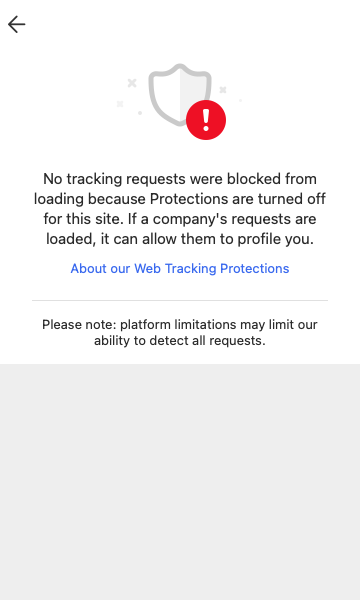 No tracking requests were blocked from
loading because Protections are turned off
for this site. If a company's requests are
loaded, it can allow them to profile you.
About our Web Tracking Protections
Please note: platform limitations may limit our
ability to detect all requests.